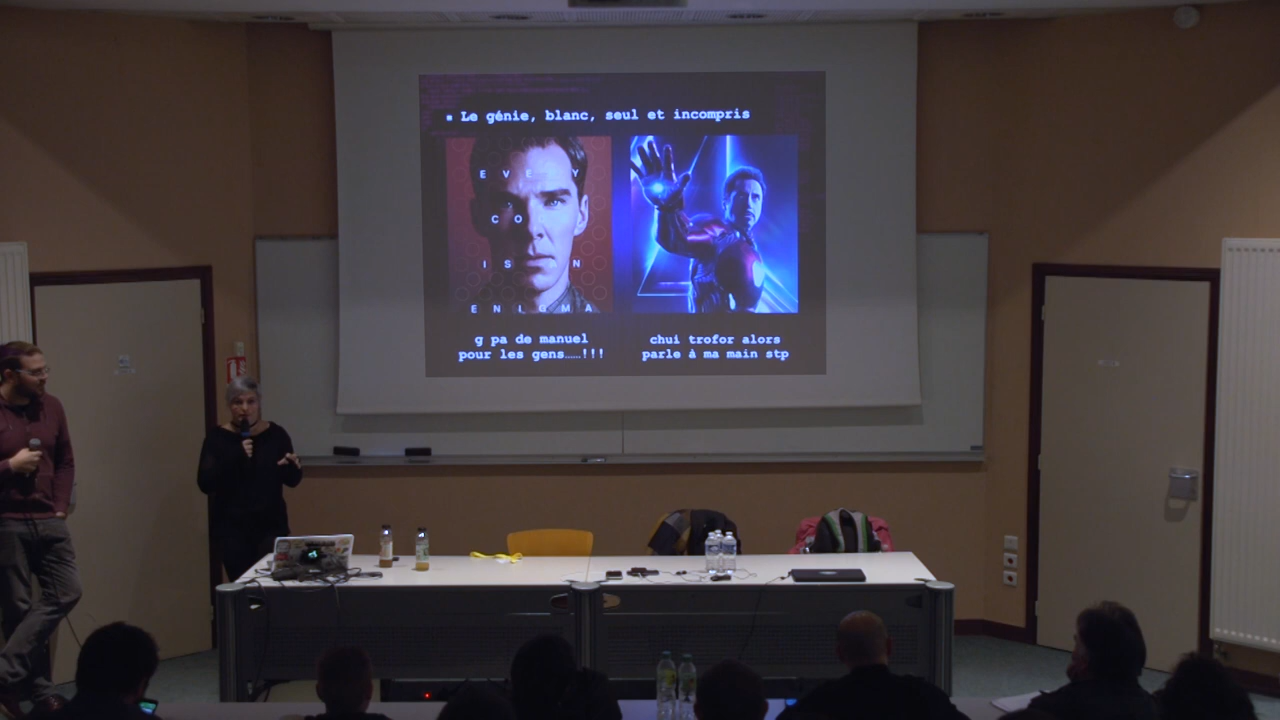 Le génie, blanc, seul et incompris
EVE Y
CO
IS AN
ENIGMA
g pa de manuel
pour les gens……!!!
chui trofor alors
parle à ma main stp